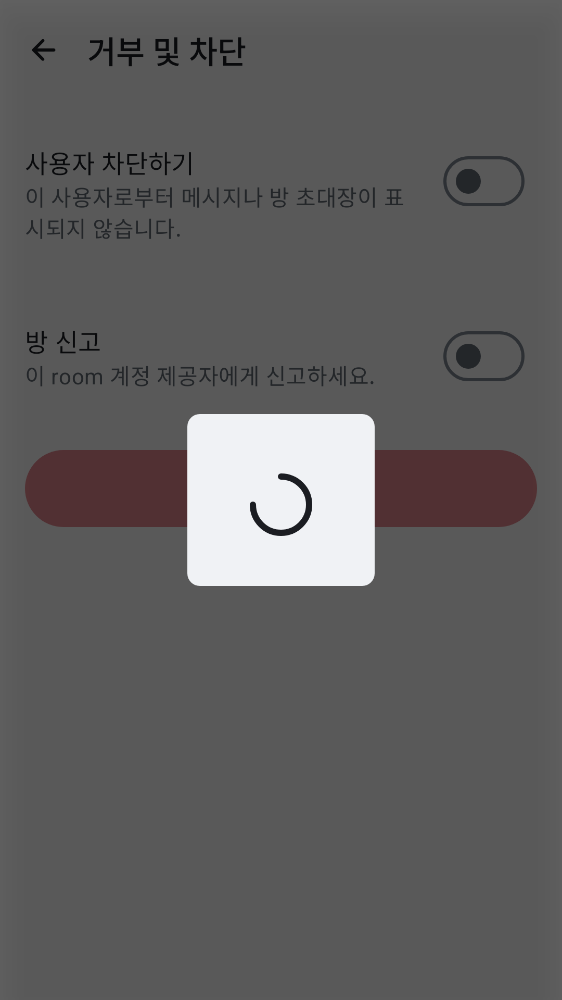 거부 및 차단
사용자 차단하기
이 사용자로부터 메시지나 방 초대장이 표
시되지 않습니다.
방 신고
이 room 계정 제공자에게 신고하세요.